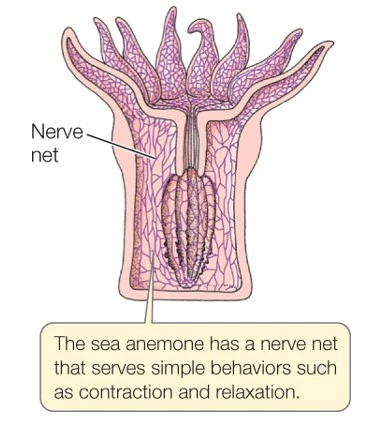 Nerve
net
The sea anemone has a nerve net
that serves simple behaviors such
as contraction and relaxation.